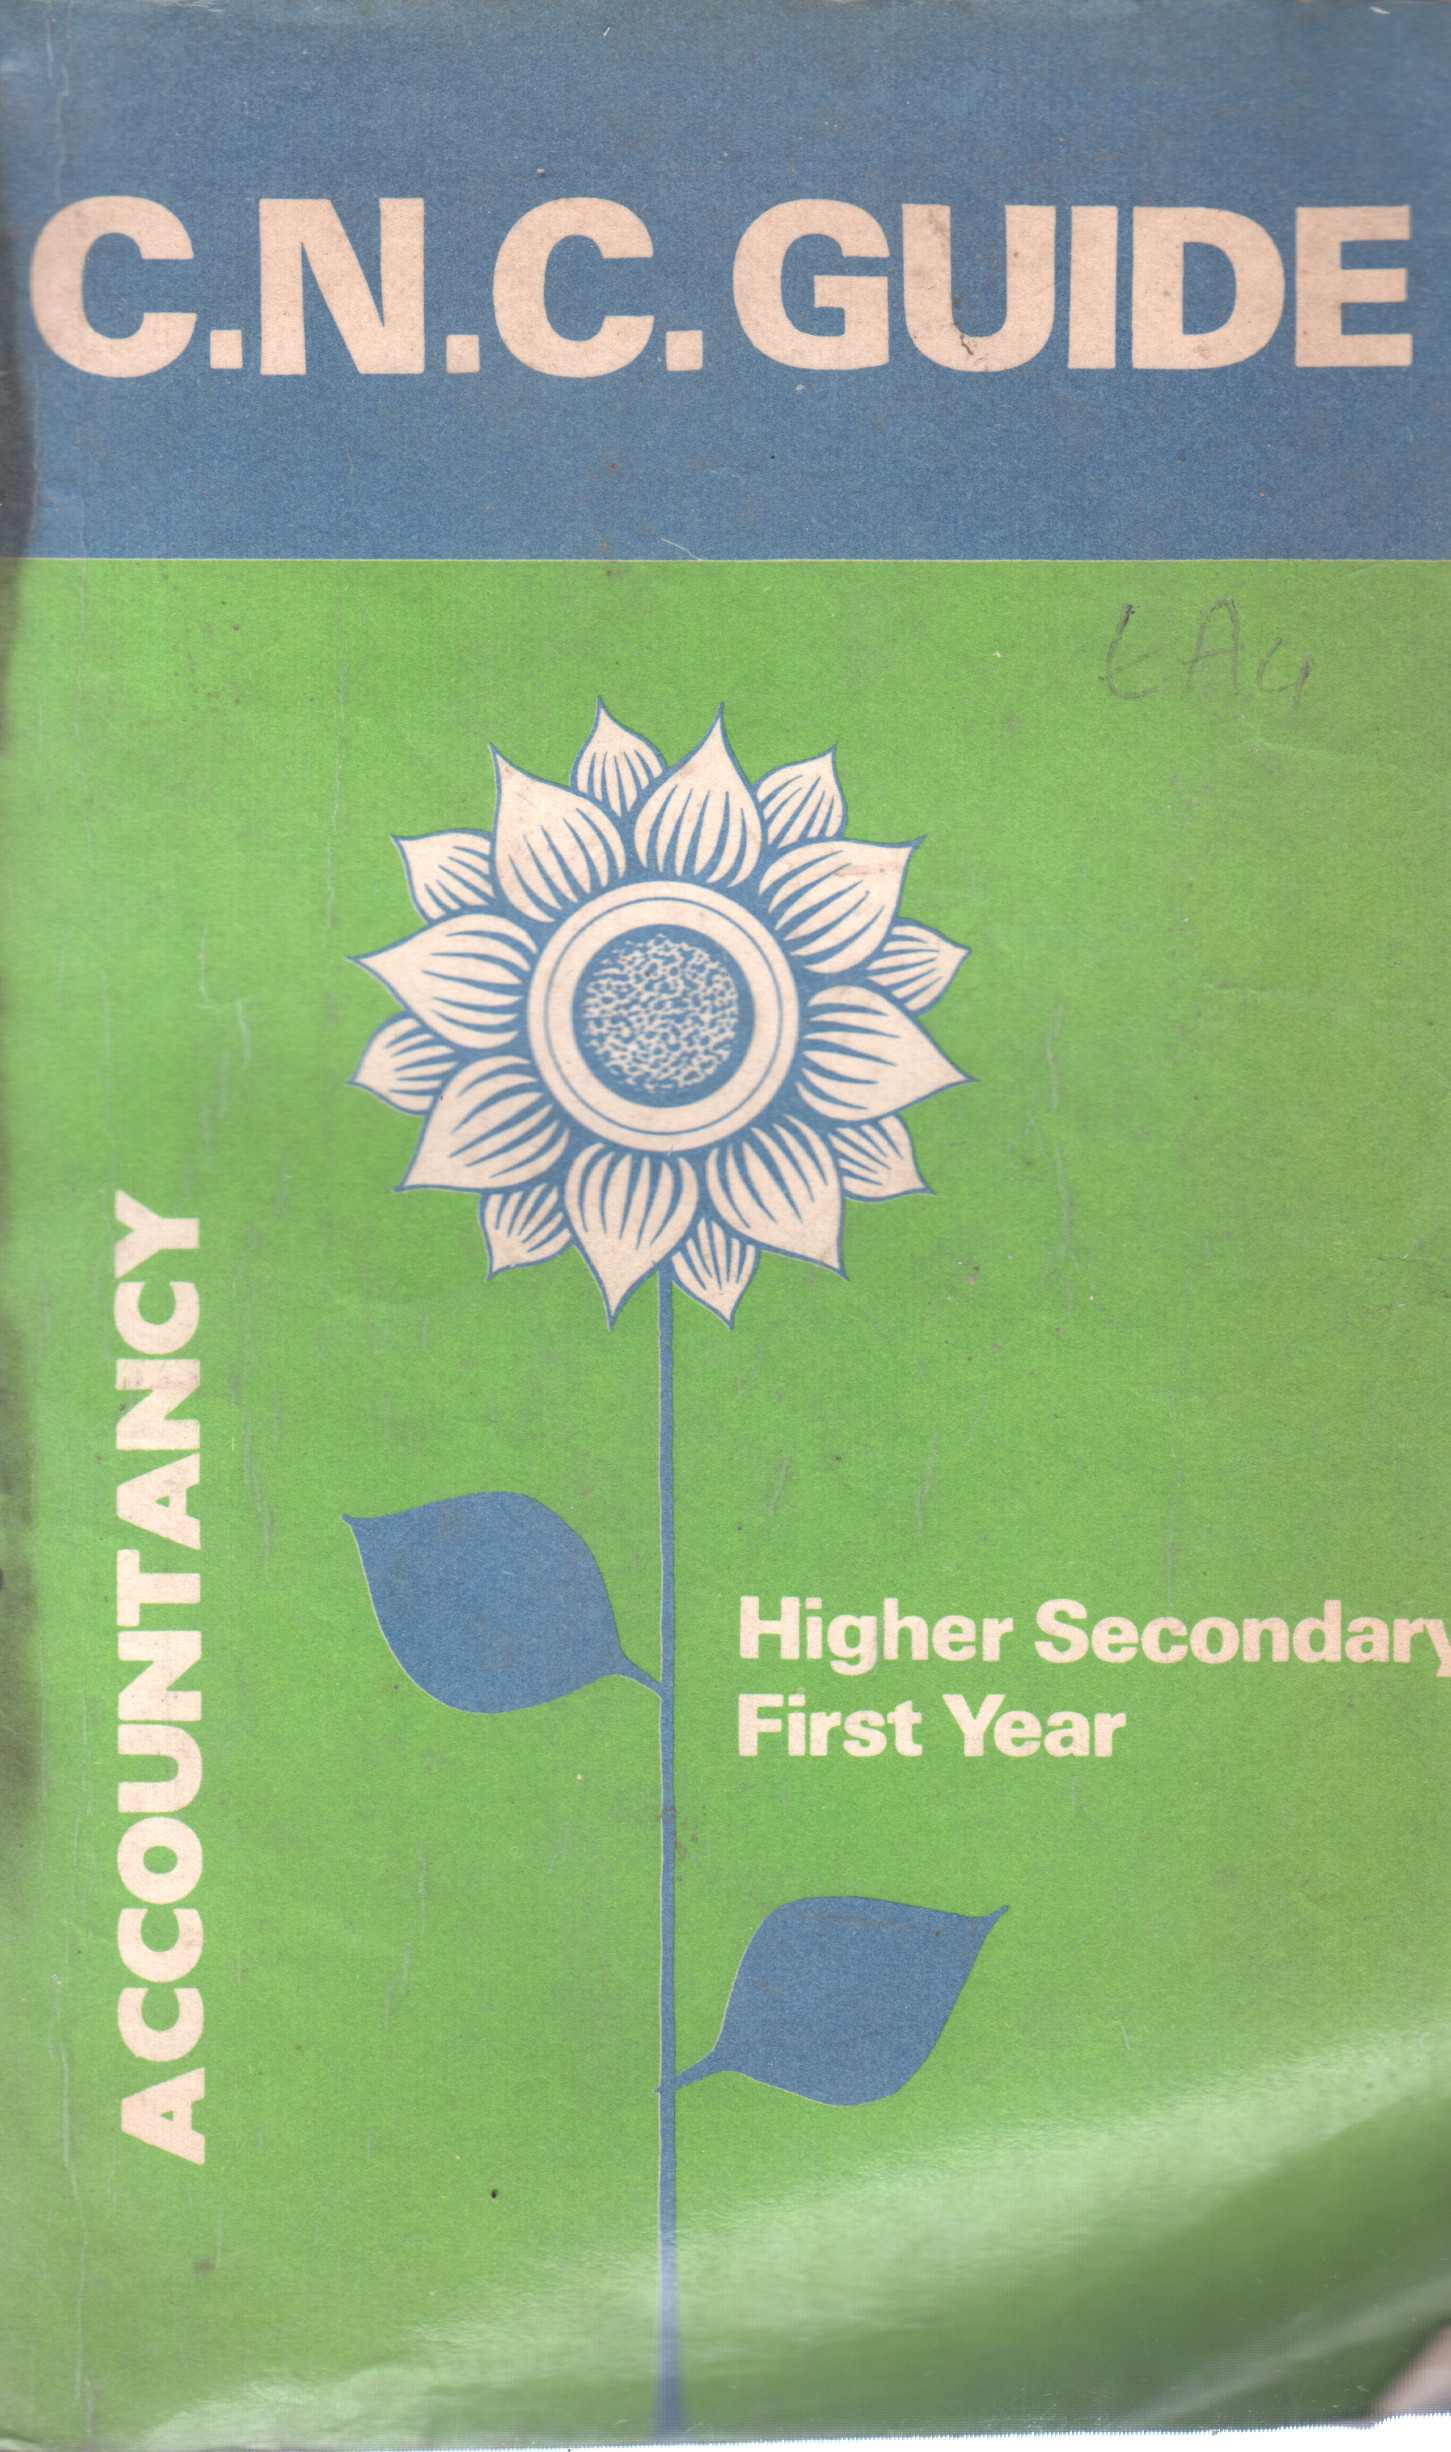 C.N.C. GUIDE
ACCOUNTANCY
Higher Secondary
First Year